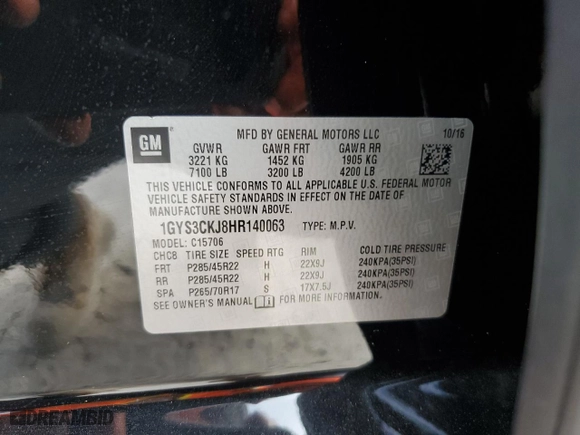 GM
MFD BY GENERAL MOTORS LLC 10/16
GVWR GAWR FRT GAWR RR
3221 KG 1452 KG 1905 KG
7100 LB 3200 LB 4200 LB
THIS VEHICLE CONFORMS TO ALL APPLICABLE U.S. FEDERAL MOTOR
VEHICLE SAFETY STANDARDS IN EFFECT ON THE DATE OF
MANUFACTURE SHOWN ABOVE.
1GYS3CKJ8HR140063 TYPE: M.P.V.
MODEL: C15706
CHC8 TIRE SIZE SPEED RTG RIM COLD TIRE PRESSURE
FRT P285/45R22 H 22X9J 240KPA(35PSI)
RR P285/45R22 H 22X9J 240KPA(35PSI)
SPA P265/70R17 S 17X7.5J 240KPA(35PSI)
SEE OWNER'S MANUAL FOR MORE INFORMATION.
DREAMBID